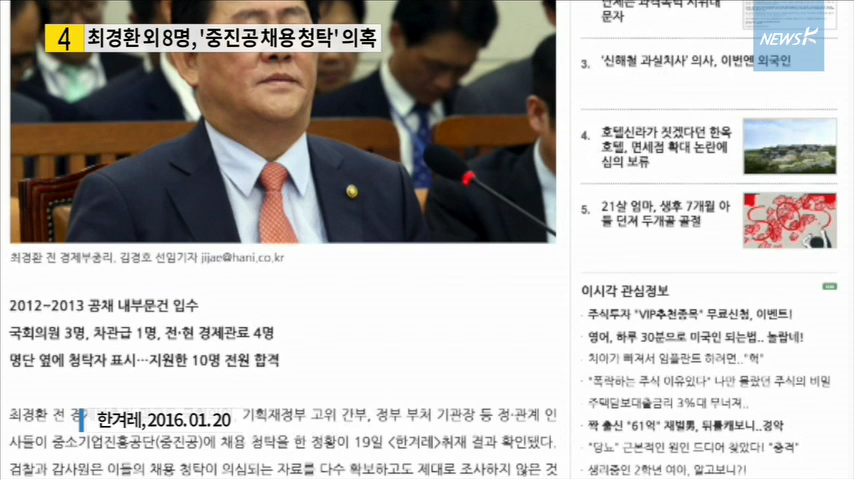 4 최경환 외 8명, '중진공 채용 청탁' 의혹
NEWS K
문자
3. '신해철 과실치사' 의사, 이번엔 외국인
4. 호텔신라가 짓겠다던 한옥
호텔, 면세점 확대 논란에
심의 보류
5. 21살 엄마, 생후 7개월 아
들 던져 두개골 골절
최경환 전 경제부총리. 김경호 선임기자 jijae@hani.co.kr
2012~2013 공채 내부문건 입수
국회의원 3명, 차관급 1명, 전·현 경제관료 4명
명단 옆에 청탁자 표시…지원한 10명 전원 합격
최경환 전 기획재정부 고위 간부, 정부 부처 기관장 등 정·관계 인
사들이 중소기업진흥공단(중진공)에 채용 청탁을 한 정황이 19일 <한겨레>취재 결과 확인됐다.
검찰과 감사원은 이들의 채용 청탁이 의심되는 자료를 다수 확보하고도 제대로 조사하지 않은 것
한겨레, 2016.01.20
이시각 관심정보
· 주식투자 "VIP추천종목" 무료신청, 이벤트!
· 영어, 하루 30분으로 미국인 되는법.. 놀랍네!
· 치아가 빠져서 임플란트 하려면.. "헉"
· "폭락하는 주식 이유있다" 나만 몰랐던 주식의 비밀
· 주택담보대출금리 3%대 무너져..
· 짝 출신 "61억" 재벌男, 뒤를캐보니..경악
· "당뇨" 근본적인 원인 드디어 찾았다! "충격"
· 생리중인 2학년 여아, 알고보니?!